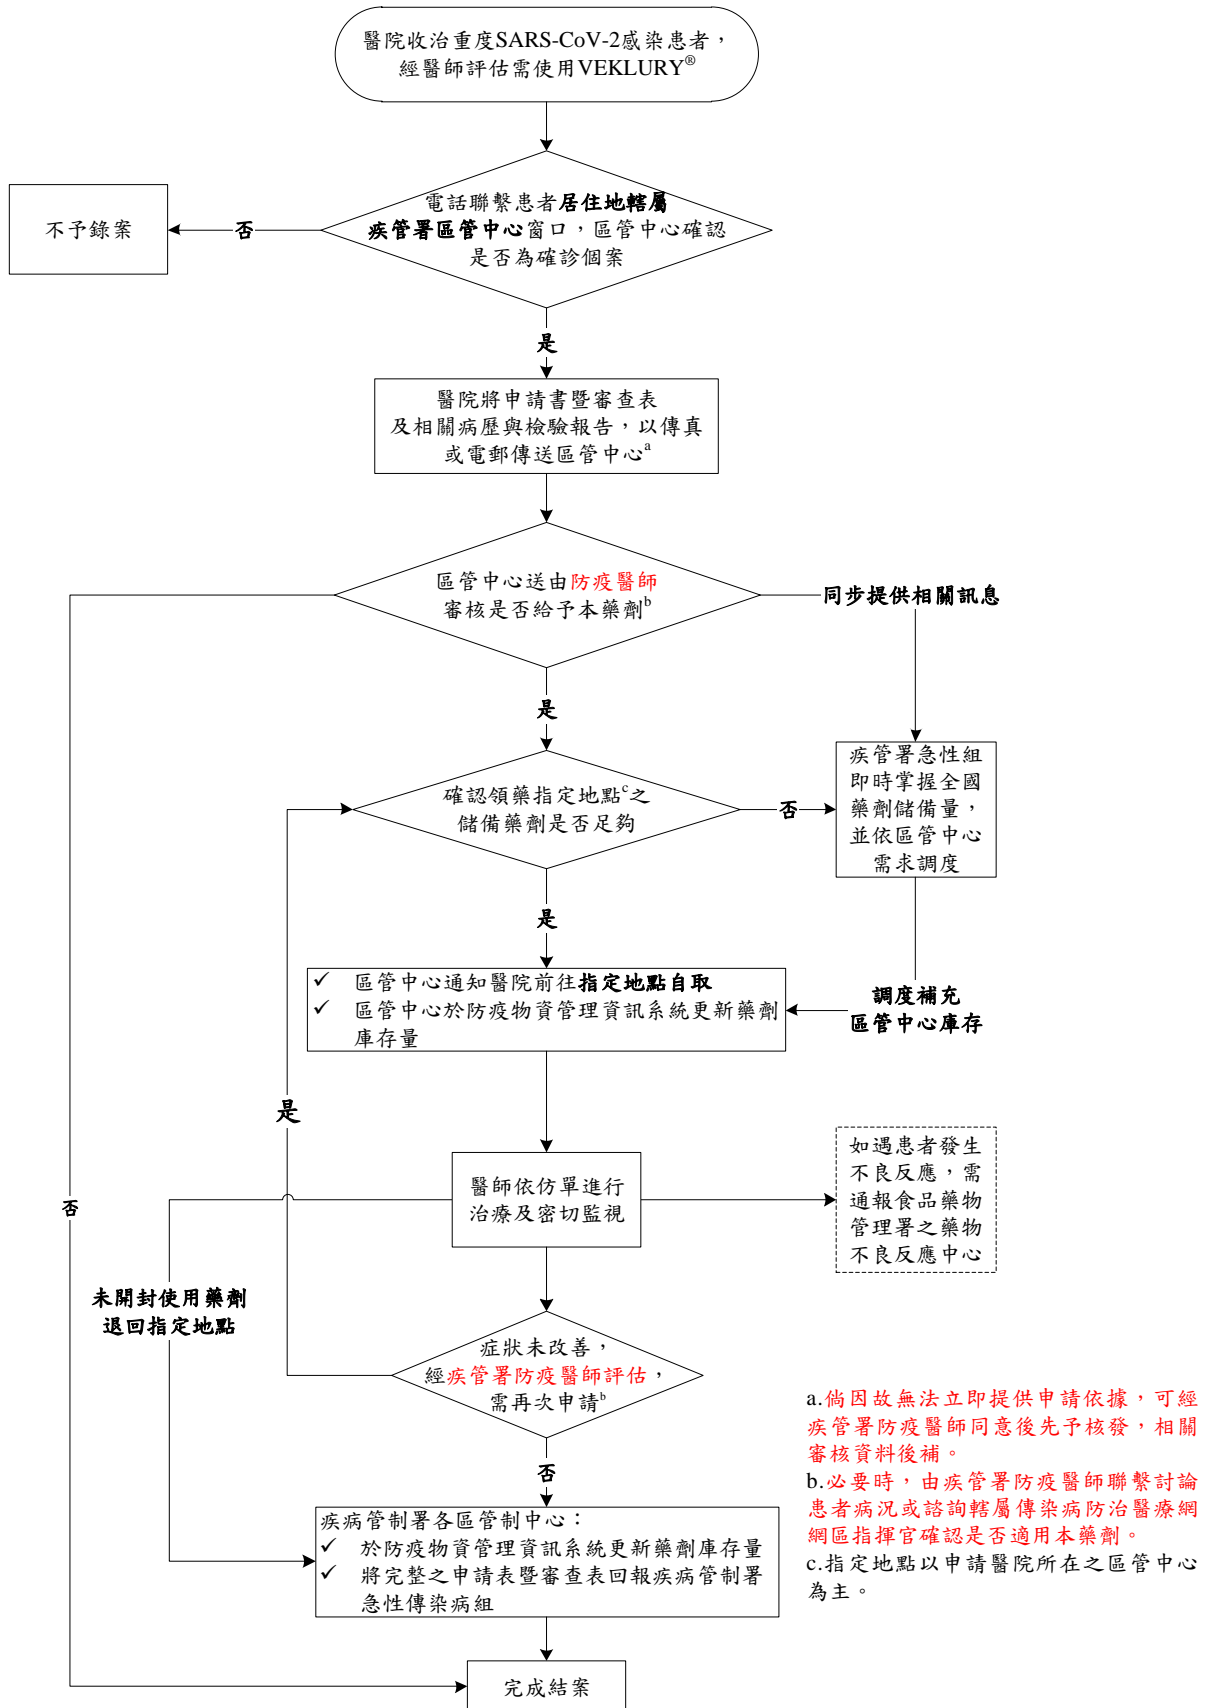 醫院收治重度SARS-CoV-2感染患者，
經醫師評估需使用VEKLURY®
電話聯繫患者居住地轄屬
疾管署區管中心窗口，區管中心確認
是否為確診個案
否
不予錄案
是
醫院將申請書暨審查表
及相關病歷與檢驗報告，以傳真
或電郵傳送區管中心a
區管中心送由防疫醫師
審核是否給予本藥劑b
同步提供相關訊息
是
疾管署急性組
即時掌握全國
藥劑儲備量，
並依區管中心
需求調度
確認領藥指定地點c之
儲備藥劑是否足夠
否
是
✓ 區管中心通知醫院前往指定地點自取
✓ 區管中心於防疫物資管理資訊系統更新藥劑
庫存量
調度補充
區管中心庫存
是
否
醫師依仿單進行
治療及密切監視
如遇患者發生
不良反應，需
通報食品藥物
管理署之藥物
不良反應中心
未開封使用藥劑
退回指定地點
症狀未改善，
經疾管署防疫醫師評估，
需再次申請b
否
疾病管制署各區管制中心：
✓ 於防疫物資管理資訊系統更新藥劑庫存量
✓ 將完整之申請表暨審查表回報疾病管制署
急性傳染病組
完成結案
a.倘因故無法立即提供申請依據，可經
疾管署防疫醫師同意後先予核發，相關
審核資料後補。
b.必要時，由疾管署防疫醫師聯繫討論
患者病況或諮詢轄屬傳染病防治醫療網
網區指揮官確認是否適用本藥劑。
c.指定地點以申請醫院所在之區管中心
為主。